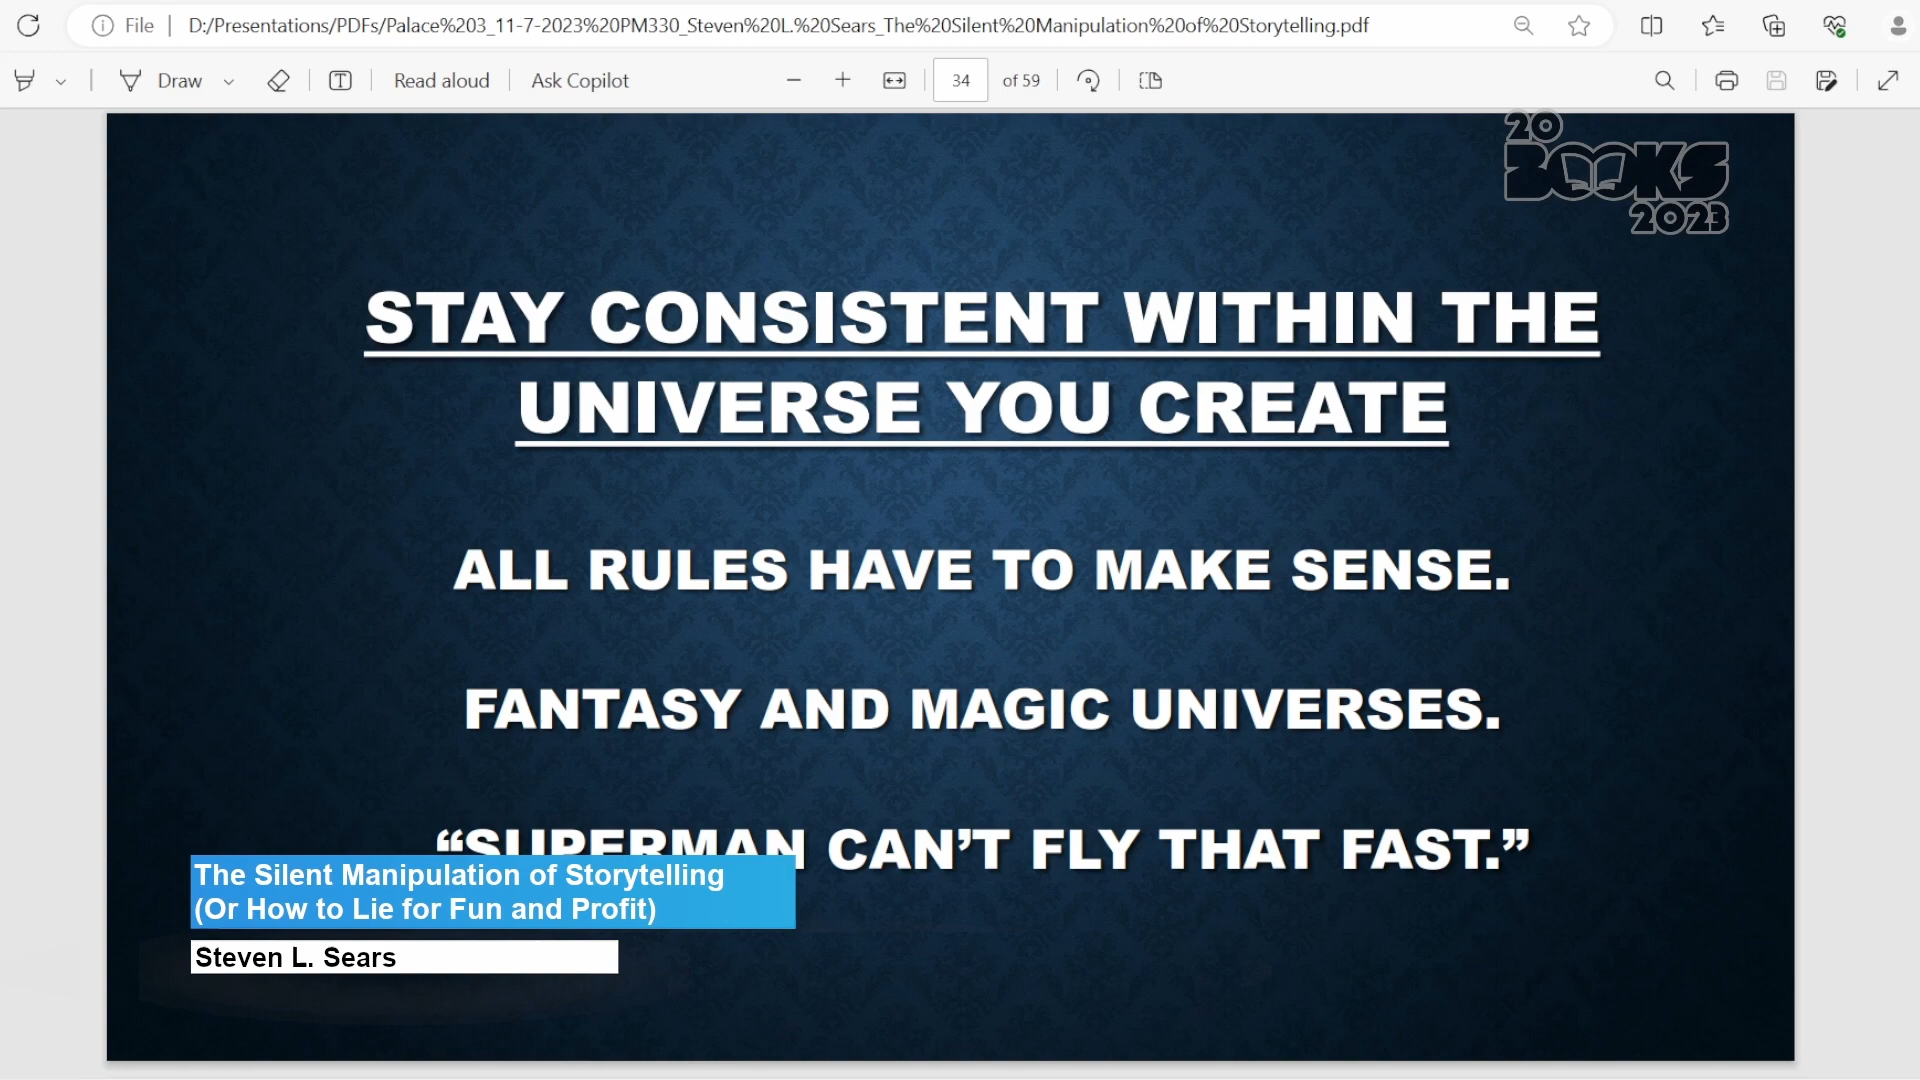 File
D:/Presentations/PDFs/Palace%203_11-7-2023%20PM330_Steven%20L.%20Sears_The%20Silent%20Manipulation%20of%20Storytelling.pdf
Draw
Read aloud
Ask Copilot
34 of 59
20
BOOKS
2023
STAY CONSISTENT WITHIN THE
UNIVERSE YOU CREATE
ALL RULES HAVE TO MAKE SENSE.
FANTASY AND MAGIC UNIVERSES.
“SUPERMAN CAN’T FLY THAT FAST.”
The Silent Manipulation of Storytelling
(Or How to Lie for Fun and Profit)
Steven L. Sears